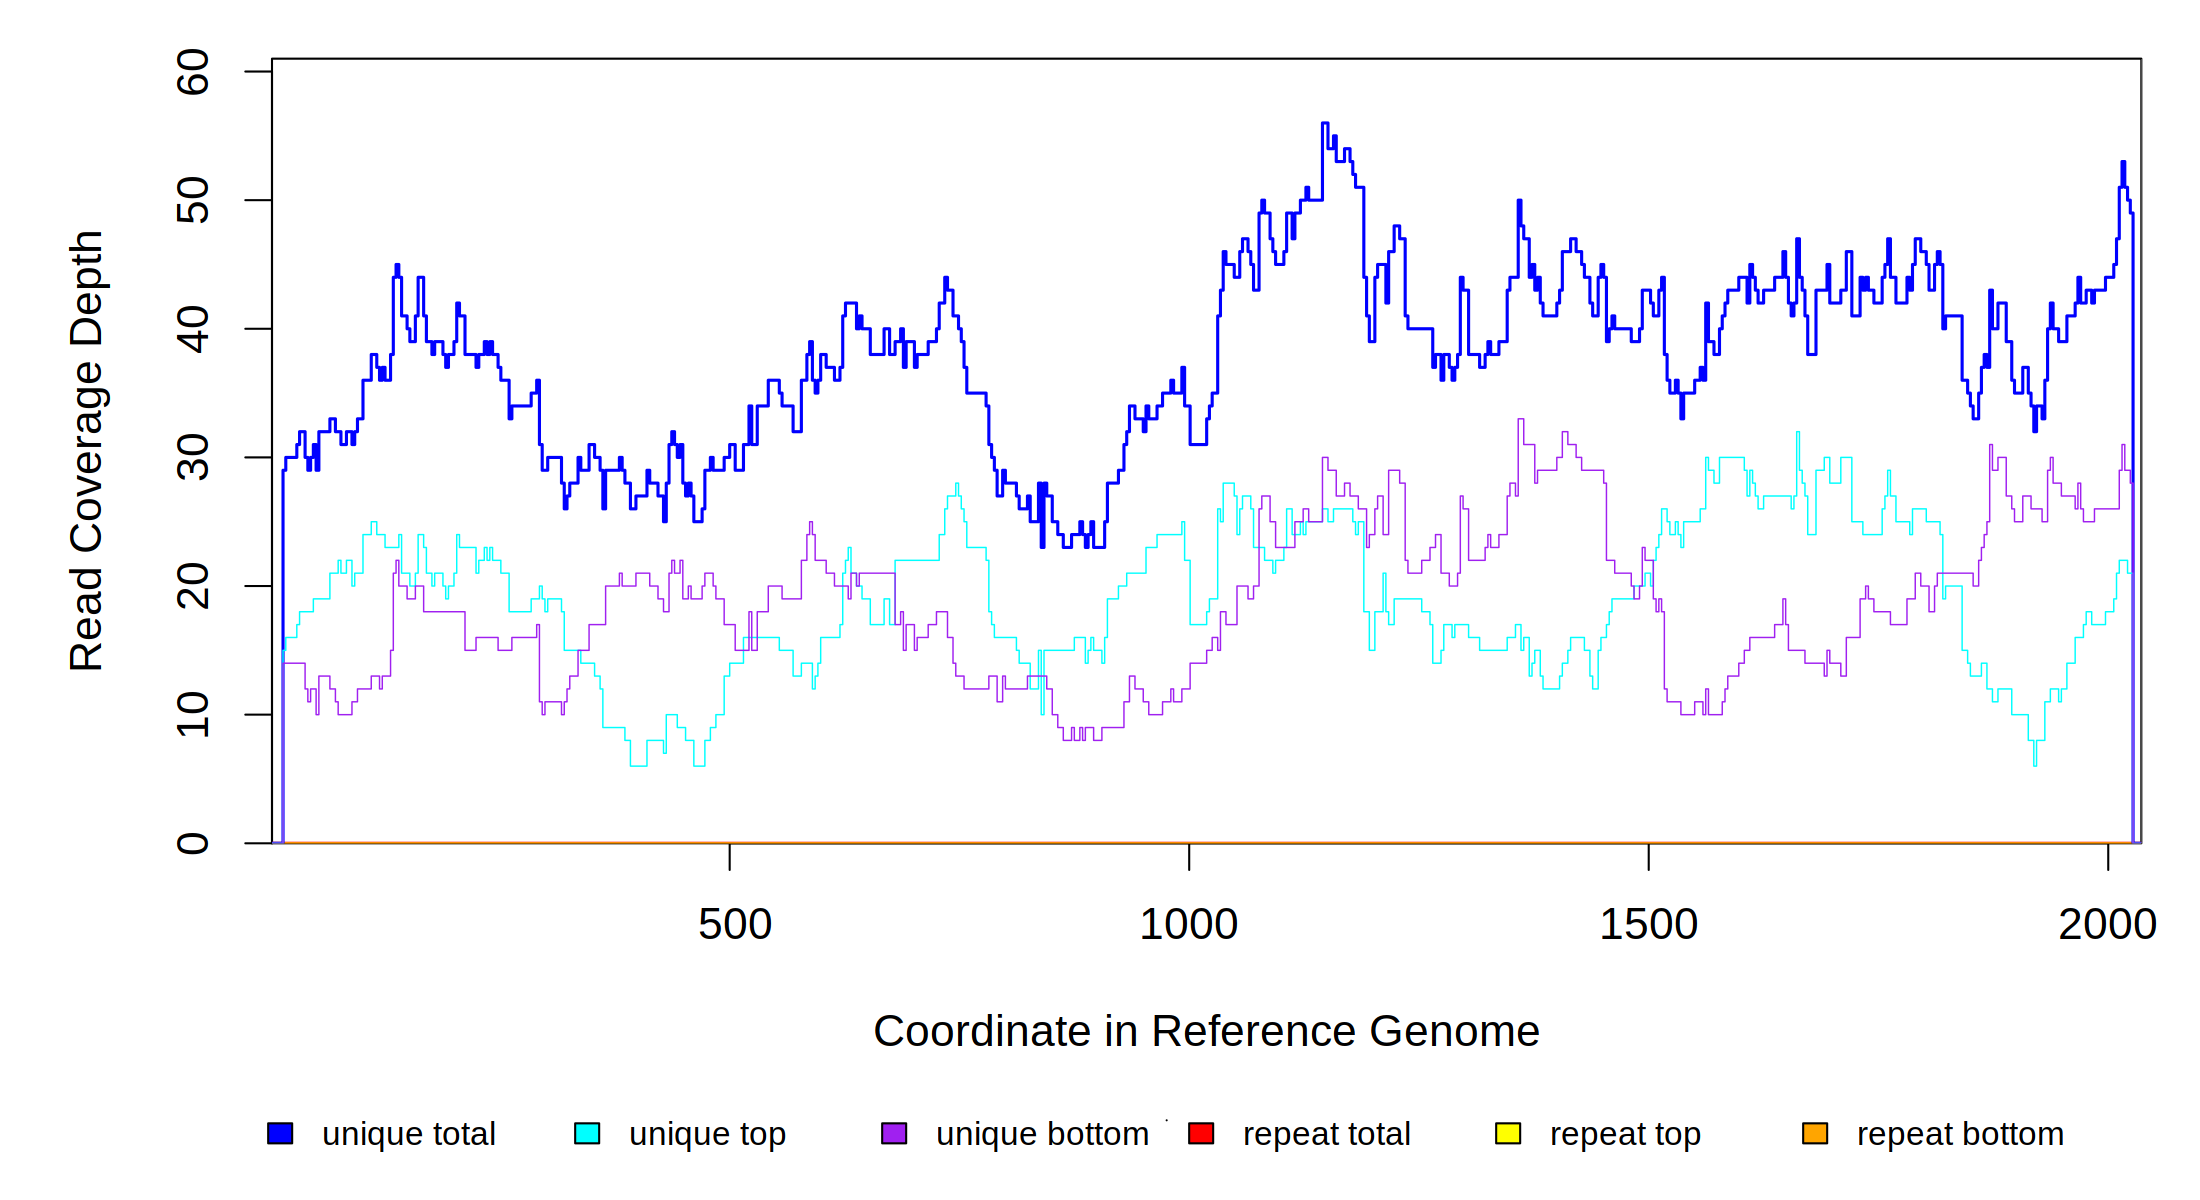 60
50
40
30
20
10
0
Read Coverage Depth
500 1000 1500 2000
Coordinate in Reference Genome
unique total unique top unique bottom repeat total repeat top repeat bottom